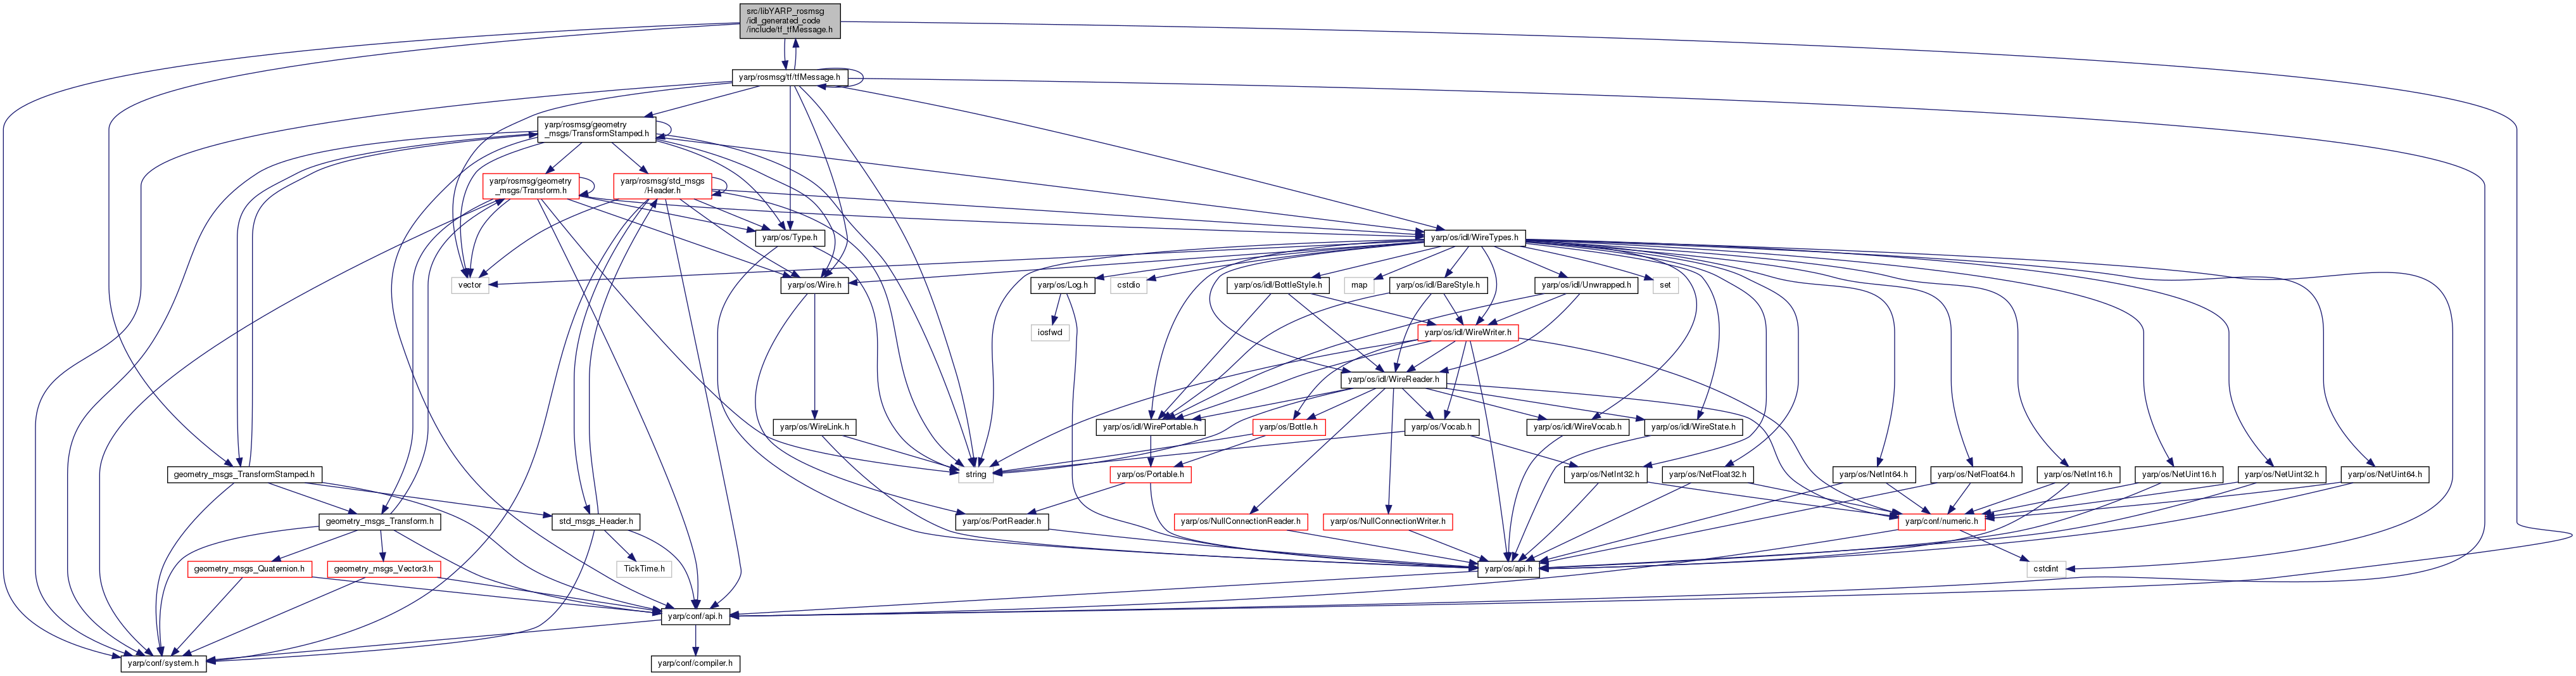 src/libYARP_rosmsg
/idl_generated_code
/include/tf_tfMessage.h
yarp/rosmsg/tf/tfMessage.h
yarp/rosmsg/geometry
_msgs/TransformStamped.h
yarp/rosmsg/geometry
_msgs/Transform.h
yarp/rosmsg/std_msgs
/Header.h
yarp/os/Type.h
yarp/os/idl/WireTypes.h
vector
yarp/os/Wire.h
yarp/os/Log.h
cstdio
yarp/os/idl/BottleStyle.h
map
yarp/os/idl/BareStyle.h
yarp/os/idl/Unwrapped.h
set
iosfwd
yarp/os/idl/WireWriter.h
yarp/os/idl/WireReader.h
yarp/os/WireLink.h
yarp/os/idl/WirePortable.h
yarp/os/Bottle.h
yarp/os/Vocab.h
yarp/os/idl/WireVocab.h
yarp/os/idl/WireState.h
geometry_msgs_TransformStamped.h
string
yarp/os/Portable.h
yarp/os/NetInt32.h
yarp/os/NetFloat32.h
yarp/os/NetInt64.h
yarp/os/NetFloat64.h
yarp/os/NetInt16.h
yarp/os/NetUint16.h
yarp/os/NetUint32.h
yarp/os/NetUint64.h
geometry_msgs_Transform.h
std_msgs_Header.h
yarp/os/PortReader.h
yarp/os/NullConnectionReader.h
yarp/os/NullConnectionWriter.h
yarp/conf/numeric.h
geometry_msgs_Quaternion.h
geometry_msgs_Vector3.h
TickTime.h
yarp/os/api.h
cstdint
yarp/conf/api.h
yarp/conf/system.h
yarp/conf/compiler.h